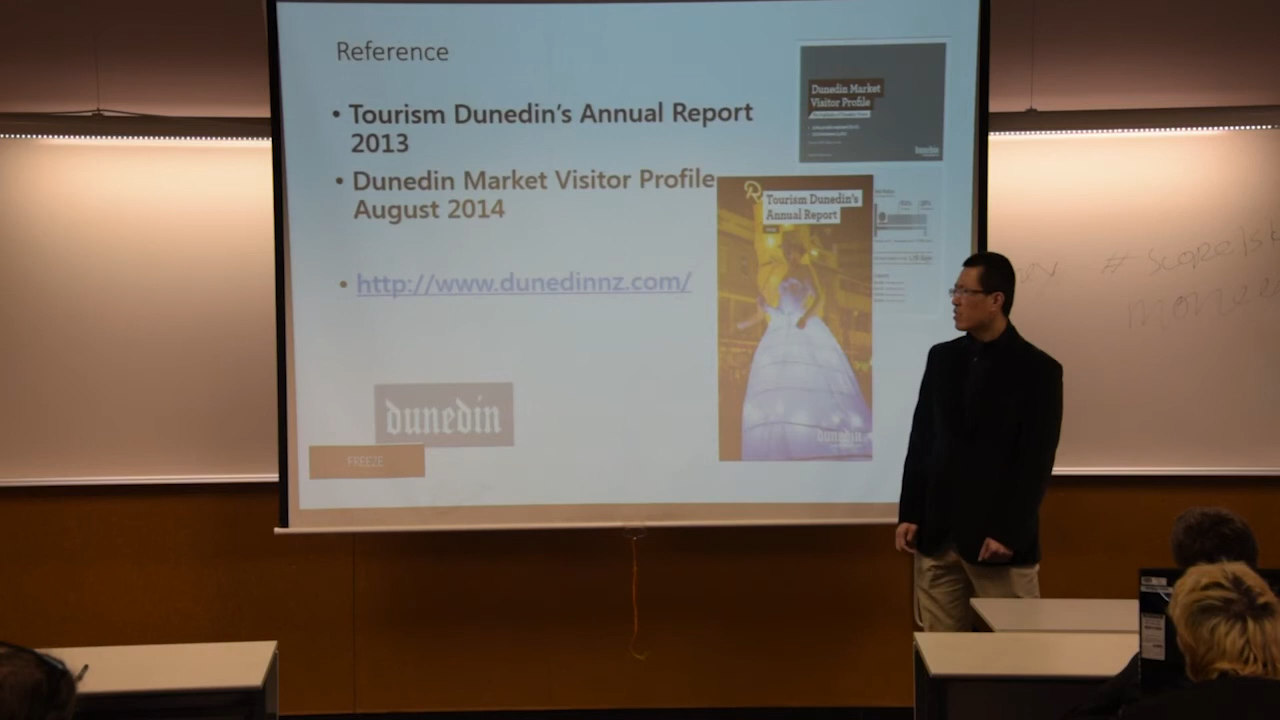 Reference
• Tourism Dunedin's Annual Report
2013
• Dunedin Market Visitor Profile
August 2014
• http://www.dunedinnz.com/
dunedin
FREEZE
Dunedin Market
Visitor Profile
Tourism Dunedin's
Annual Report
dunedin